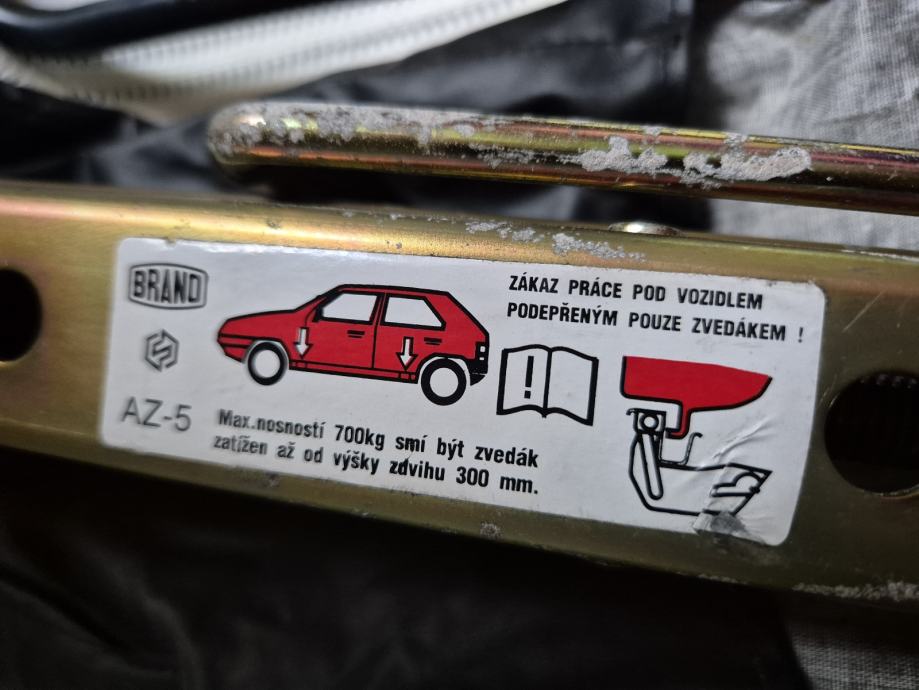 BRAND
ZÁKAZ PRÁCE POD VOZIDLEM
PODEPŘENÝM POUZE ZVEDÁKEM !
!
AZ-5
Max.nosností 700kg smí být zvedák
zatížen až od výšky zdvihu 300 mm.